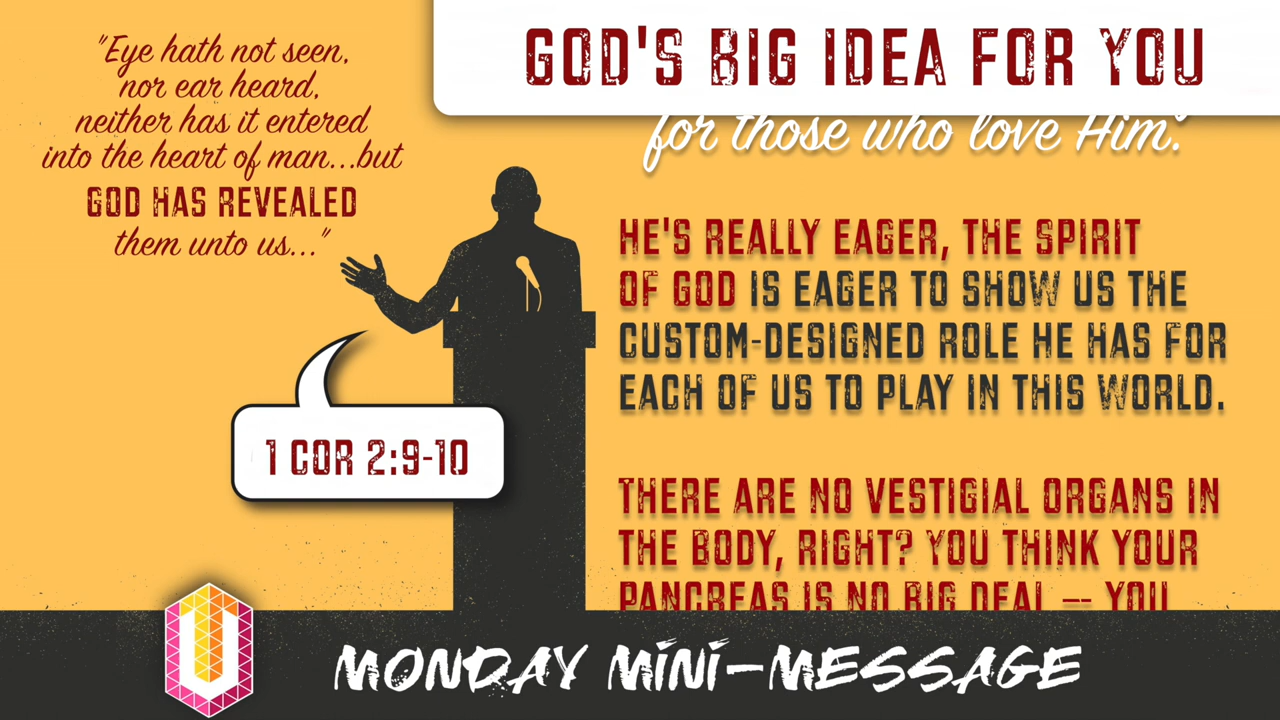 "Eye hath not seen,
nor ear heard,
neither has it entered
into the heart of man...but
GOD HAS REVEALED
them unto us..."
1 COR 2:9-10
GOD'S BIG IDEA FOR YOU
for those who love Him."
HE'S REALLY EAGER, THE SPIRIT
OF GOD IS EAGER TO SHOW US THE
CUSTOM-DESIGNED ROLE HE HAS FOR
EACH OF US TO PLAY IN THIS WORLD.
THERE ARE NO VESTIGIAL ORGANS IN
THE BODY, RIGHT? YOU THINK YOUR
PANCREAS IS NO BIG DEAL -- YOU
U
MONDAY MINI-MESSAGE